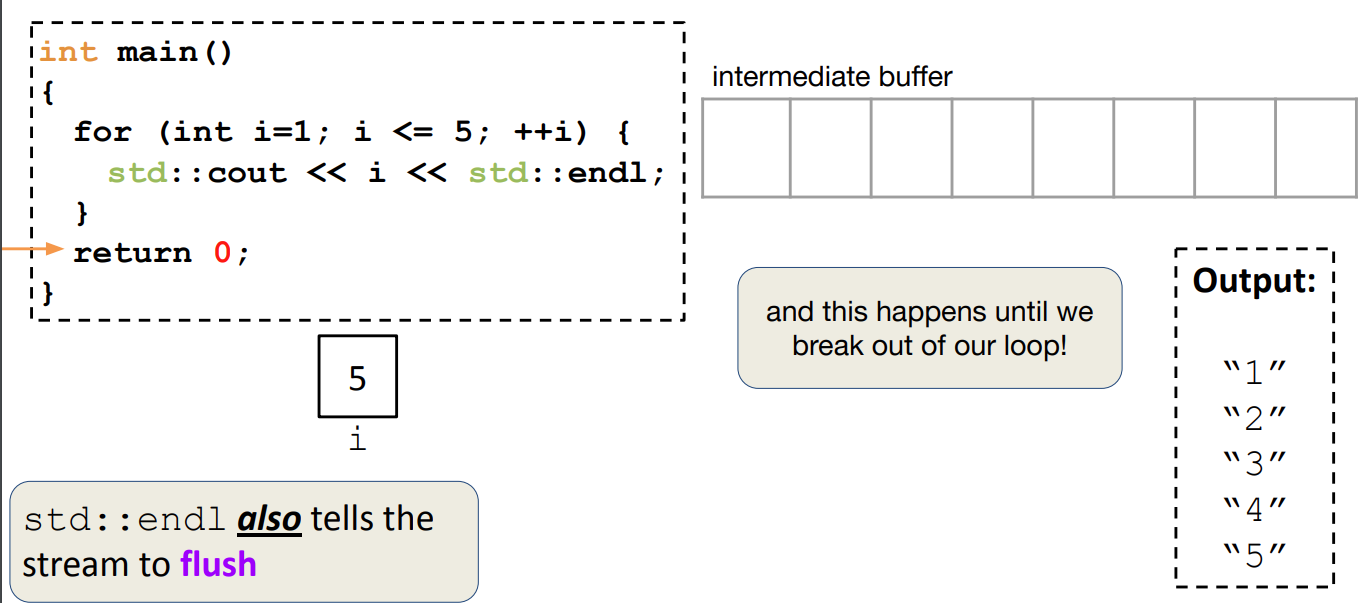 int main()
{
for (int i=1; i <= 5; ++i) {
std::cout << i << std::endl;
}
return 0;
}
intermediate buffer
and this happens until we
break out of our loop!
Output:
“1”
“2”
“3”
“4”
“5”
5
i
std::endl also tells the
stream to flush